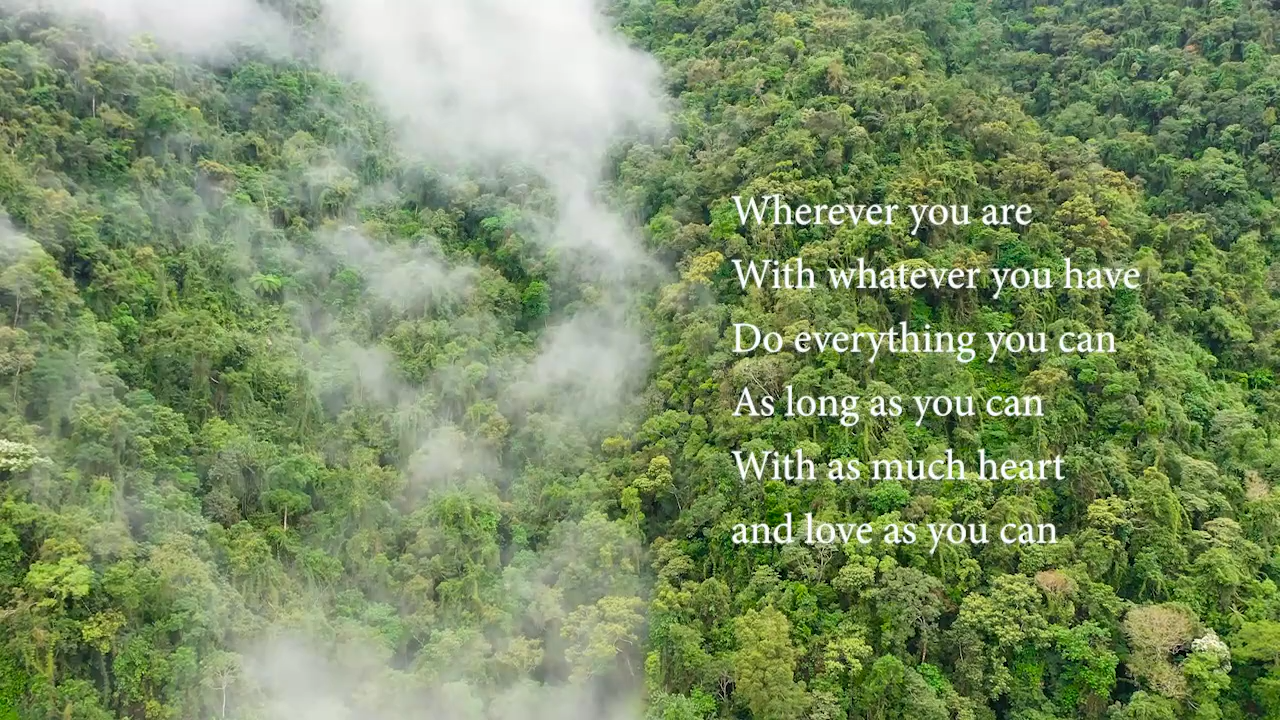 Wherever you are
With whatever you have
Do everything you can
As long as you can
With as much heart
and love as you can